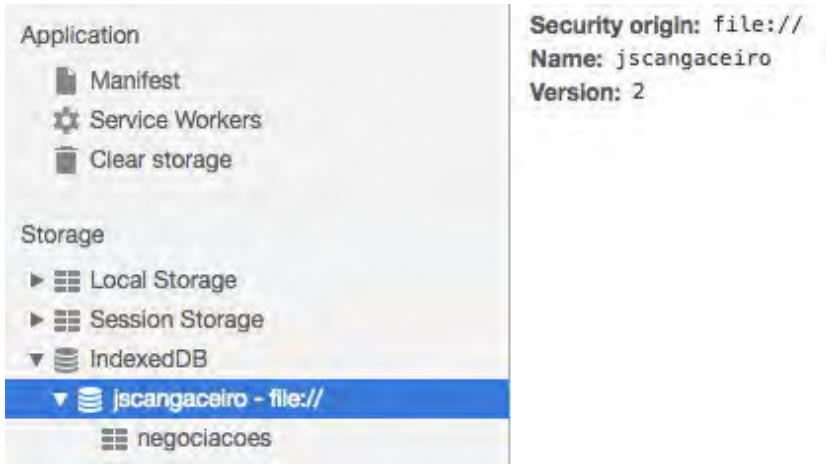 Application
Manifest
Service Workers
Clear storage
Storage
Local Storage
Session Storage
IndexedDB
jscangaceiro - file://
negociacoes
Security origin: file://
Name: jscangaceiro
Version: 2